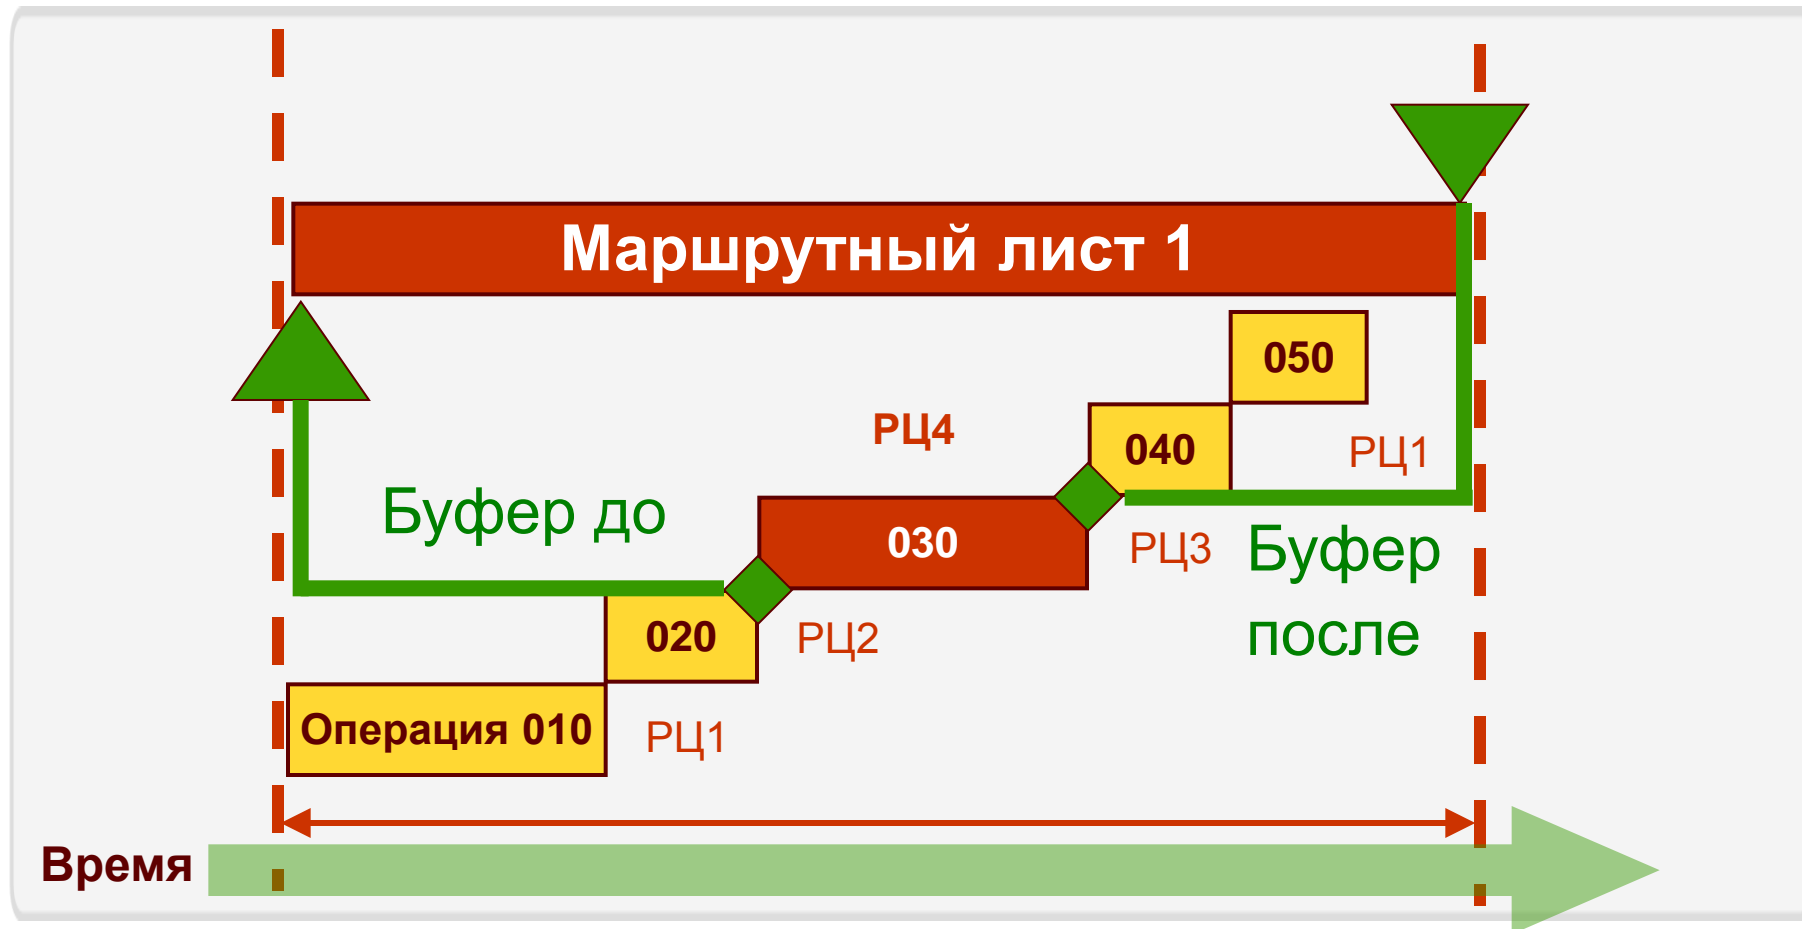 Маршрутный лист 1
050
РЦ4
040
РЦ1
Буфер до
030
РЦ3
Буфер
после
020
РЦ2
Операция 010
РЦ1
Время